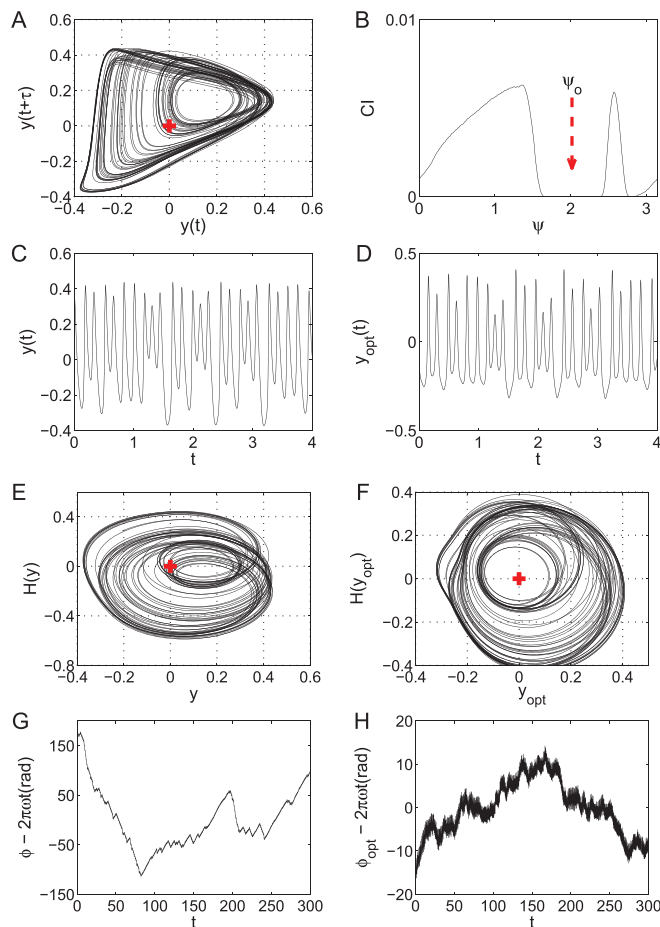 A
B
0.6
0.4
0.2
0
−0.2
−0.4
y(t+τ)
−0.4 −0.2 0 0.2 0.4 0.6
y(t)
0.01
0
CI
ψo
0 1 2 3
ψ
C
D
0.6
0.4
0.2
0
−0.2
−0.4
y(t)
0 1 2 3 4
t
0.5
0
−0.5
yopt(t)
0 1 2 3 4
t
E
F
0.4
0
−0.4
−0.8
H(y)
−0.4 −0.2 0 0.2 0.4 0.6
y
0.4
0.2
0
−0.2
−0.4
H(yopt)
−0.4 −0.2 0 0.2 0.4
yopt
G
H
150
50
−50
−150
ϕ − 2πωt(rad)
0 50 100 150 200 250 300
t
20
10
0
−10
−20
ϕopt − 2πωt(rad)
0 50 100 150 200 250 300
t